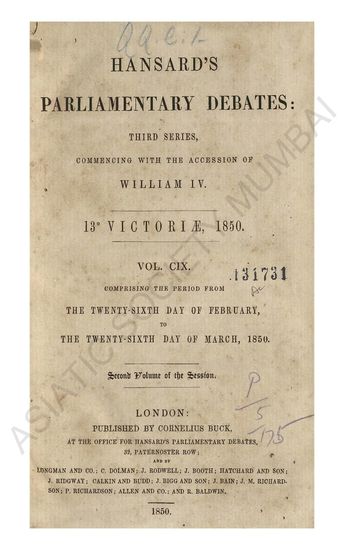 Q Q. C. 1.
HANSARD'S
PARLIAMENTARY DEBATES:
THIRD SERIES,
COMMENCING WITH THE ACCESSION OF
WILLIAM IV.
13° VICTORIÆ, 1850.
VOL. CIX.
131731
COMPRISING THE PERIOD FROM
THE TWENTY-SIXTH DAY OF FEBRUARY,
TO
THE TWENTY-SIXTH DAY OF MARCH, 1850.
Second Volume of the Session.
P
5
175
LONDON:
PUBLISHED BY CORNELIUS BUCK,
AT THE OFFICE FOR HANSARD'S PARLIAMENTARY DEBATES,
23, PATERNOSTER ROW;
AND BY
LONGMAN AND CO.; C. DOLMAN; J. RODWELL; J. BOOTH; HATCHARD AND SON;
J. RIDGWAY; CALKIN AND BUDD; J. BIGG AND SON; J. BAIN; J. M. RICHARD-
SON; P. RICHARDSON; ALLEN AND CO.; AND R. BALDWIN.
1850.
ASIATIC SOCIETY MUMBAI